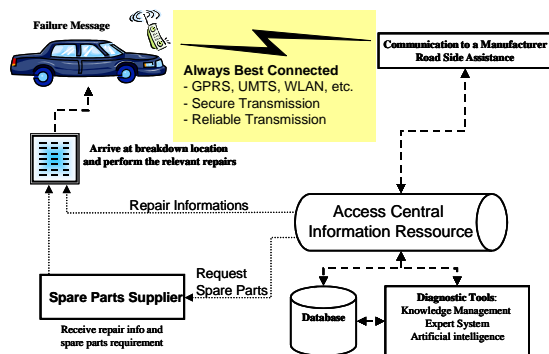 Failure Message
Always Best Connected
- GPRS, UMTS, WLAN, etc.
- Secure Transmission
- Reliable Transmission
Communication to a Manufacturer
Road Side Assistance
Arrive at breakdown location
and perform the relevant repairs
Repair Informations
Access Central
Information Ressource
Request
Spare Parts
Spare Parts Supplier
Receive repair info and
spare parts requirement
Database
Diagnostic Tools:
Knowledge Management
Expert System
Artificial intelligence